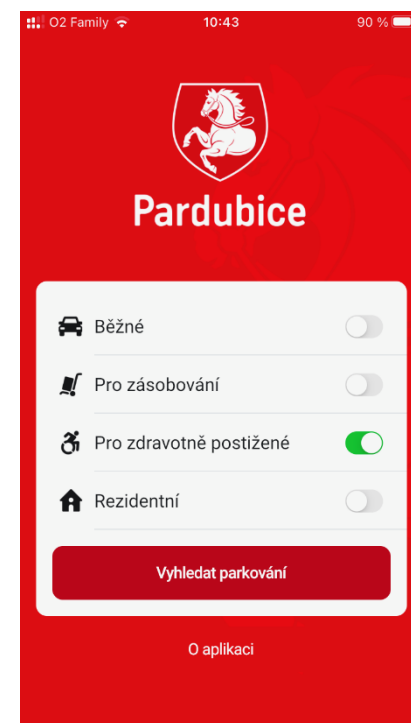 O2 Family 10:43 90 %
Pardubice
Běžné
Pro zásobování
Pro zdravotně postižené
Rezidentní
Vyhledat parkování
O aplikaci